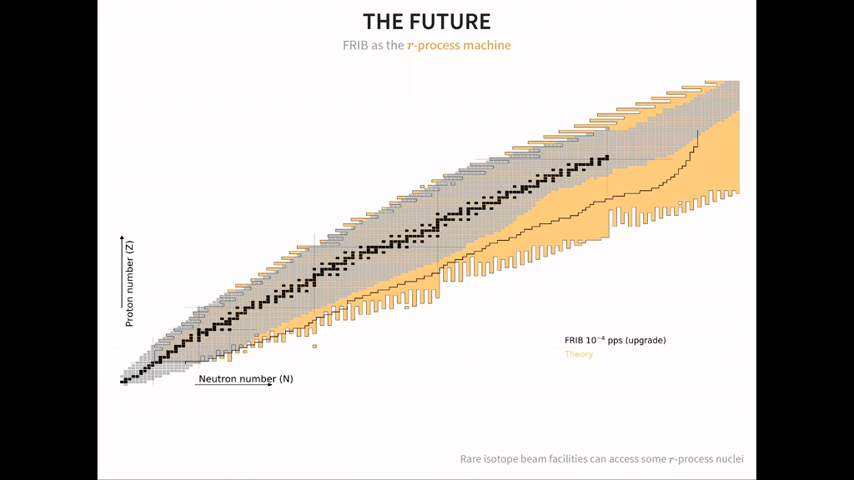 THE FUTURE
FRIB as the r-process machine
Proton number (Z)
FRIB 10⁻⁴ pps (upgrade)
Theory
Neutron number (N)
Rare isotope beam facilities can access some r-process nuclei